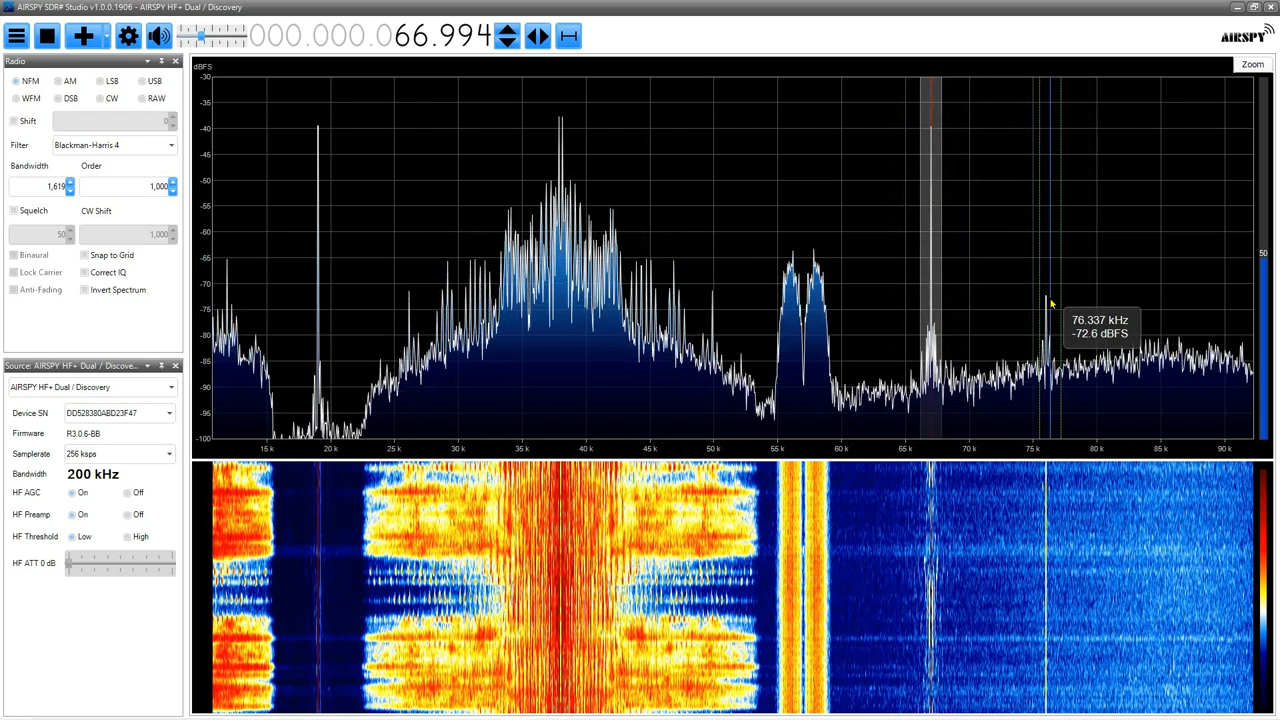 AIRSPY SDR# Studio v1.0.0.1906 - AIRSPY HF+ Dual / Discovery
000.000.066.994
AIRSPY
Radio
NFM AM LSB USB
WFM DSB CW RAW
Shift 0
Filter Blackman-Harris 4
Bandwidth Order
1,619 1,000
Squelch CW Shift
50 1,000
Binaural Snap to Grid
Lock Carrier Correct IQ
Anti-Fading Invert Spectrum
Source: AIRSPY HF+ Dual / Discove...
AIRSPY HF+ Dual / Discovery
Device SN DD528380ABD23F47
Firmware R3.0.6-BB
Samplerate 256 ksps
Bandwidth 200 kHz
HF AGC On Off
HF Preamp On Off
HF Threshold Low High
HF ATT 0 dB
dBFS
Zoom
-30
-35
-40
-45
-50
-55
-60
-65
-70
-75
-80
-85
-90
-95
-100
50
76.337 kHz
-72.6 dBFS
15 k 20 k 25 k 30 k 35 k 40 k 45 k 50 k 55 k 60 k 65 k 70 k 75 k 80 k 85 k 90 k